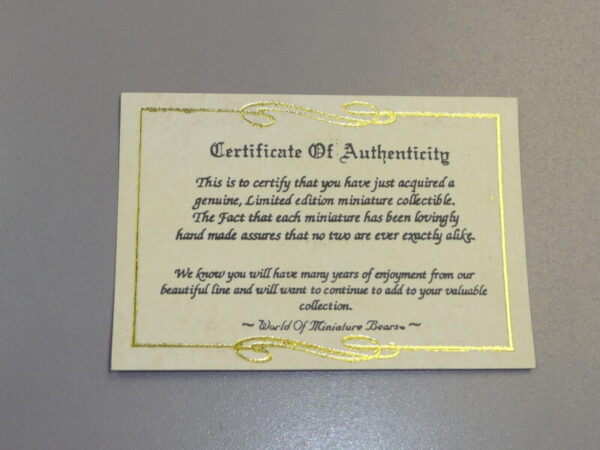 Certificate Of Authenticity
This is to certify that you have just acquired a
genuine, Limited edition miniature collectible.
The Fact that each miniature has been lovingly
hand made assures that no two are ever exactly alike.
We know you will have many years of enjoyment from our
beautiful line and will want to continue to add to your valuable
collection.
~ World Of Miniature Bears™ ~